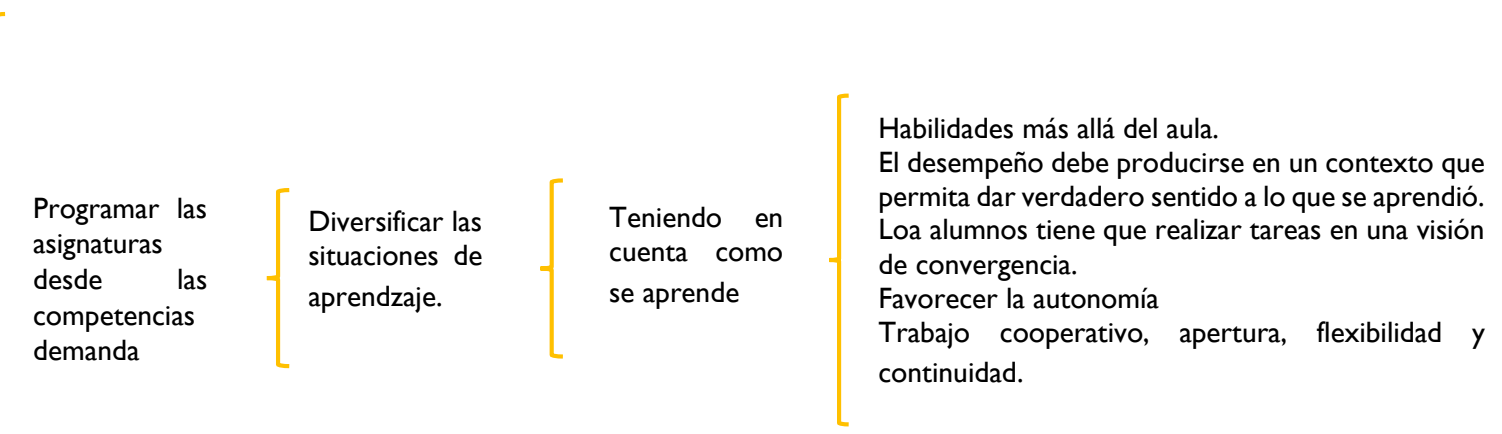 Programar las
asignaturas
desde las
competencias
demanda
Diversificar las
situaciones de
aprendzaje.
Teniendo en
cuenta como
se aprende
Habilidades más allá del aula.
El desempeño debe producirse en un contexto que
permita dar verdadero sentido a lo que se aprendió.
Loa alumnos tiene que realizar tareas en una visión
de convergencia.
Favorecer la autonomía
Trabajo cooperativo, apertura, flexibilidad y
continuidad.